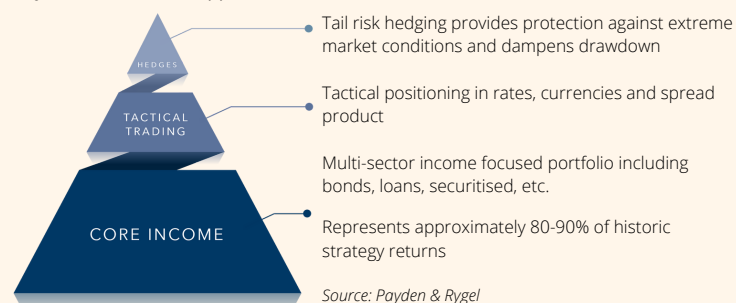 Tail risk hedging provides protection against extreme
market conditions and dampens drawdown
HEDGES
Tactical positioning in rates, currencies and spread
product
TACTICAL
TRADING
Multi-sector income focused portfolio including
bonds, loans, securitised, etc.
CORE INCOME
Represents approximately 80-90% of historic
strategy returns
Source: Payden & Rygel